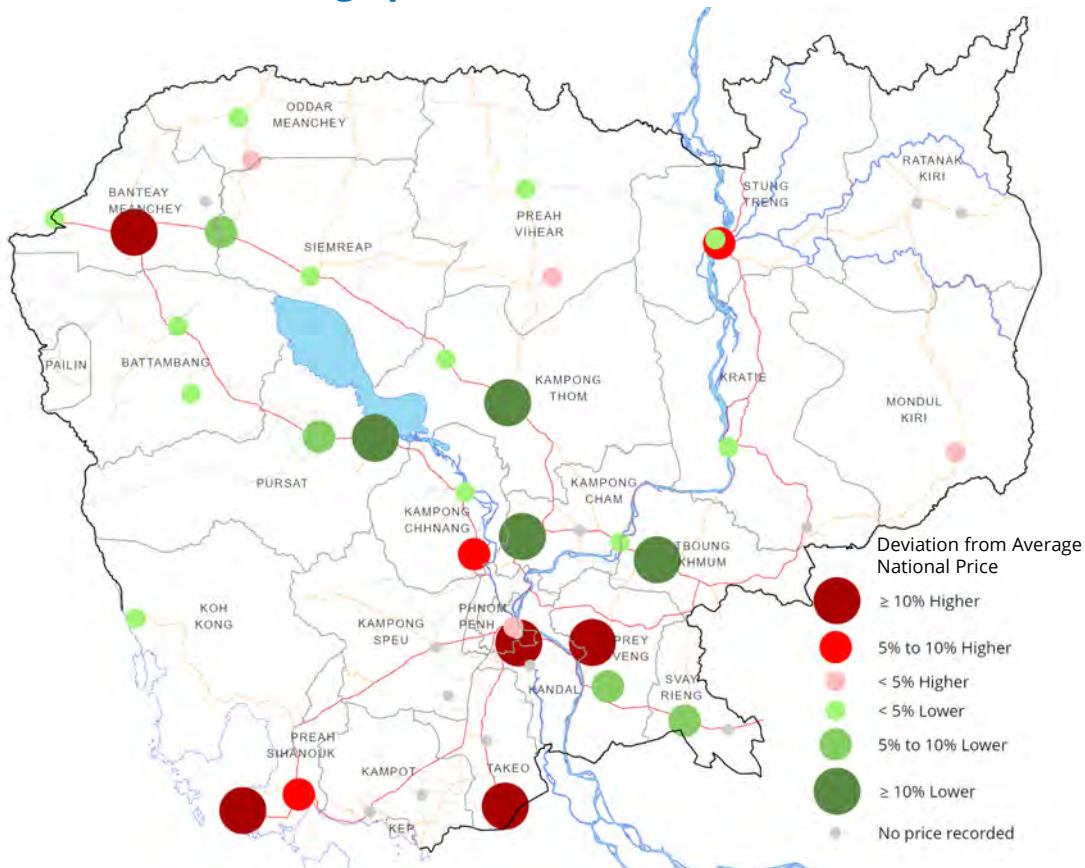 ODDAR
MEANCHEY
BANTEAY
MEANCHEY
SIEMREAP
PREAH
VIHEAR
STUNG
TRENG
RATANAK
KIRI
PAILIN
BATTAMBANG
KAMPONG
THOM
KRATIE
MONDUL
KIRI
PURSAT
KAMPONG
CHHNANG
KAMPONG
CHAM
TBOUNG
KHMUM
KOH
KONG
KAMPONG
SPEU
PHNOM
PENH
PREY
VENG
KANDAL
SVAY
RIENG
PREAH
SIHANOUK
KAMPOT
TAKEO
KEP
Deviation from Average
National Price
≥ 10% Higher
5% to 10% Higher
< 5% Higher
< 5% Lower
5% to 10% Lower
≥ 10% Lower
No price recorded